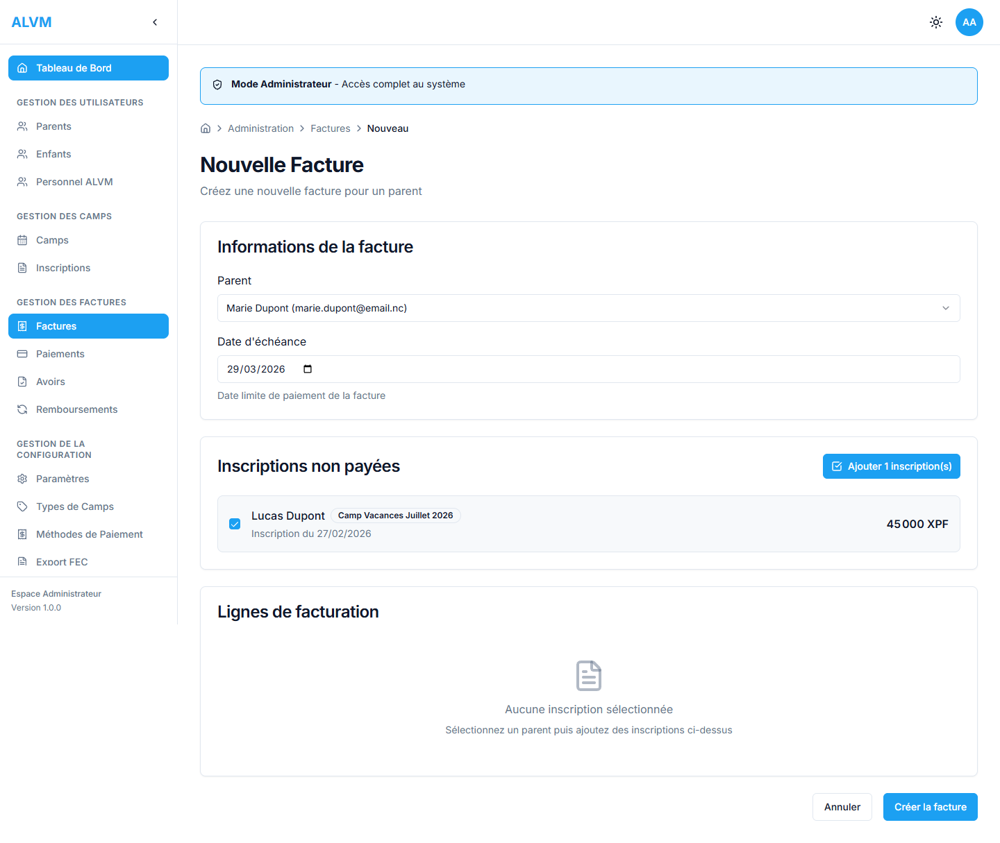 ALVM
AA
Tableau de Bord
GESTION DES UTILISATEURS
Parents
Enfants
Personnel ALVM
GESTION DES CAMPS
Camps
Inscriptions
GESTION DES FACTURES
Factures
Paiements
Avoirs
Remboursements
GESTION DE LA
CONFIGURATION
Paramètres
Types de Camps
Méthodes de Paiement
Export FEC
Espace Administrateur
Version 1.0.0
Mode Administrateur - Accès complet au système
Administration > Factures > Nouveau
Nouvelle Facture
Créez une nouvelle facture pour un parent
Informations de la facture
Parent
Marie Dupont (marie.dupont@email.nc)
Date d'échéance
29/03/2026
Date limite de paiement de la facture
Inscriptions non payées
Ajouter 1 inscription(s)
Lucas Dupont Camp Vacances Juillet 2026
Inscription du 27/02/2026
45 000 XPF
Lignes de facturation
Aucune inscription sélectionnée
Sélectionnez un parent puis ajoutez des inscriptions ci-dessus
Annuler
Créer la facture